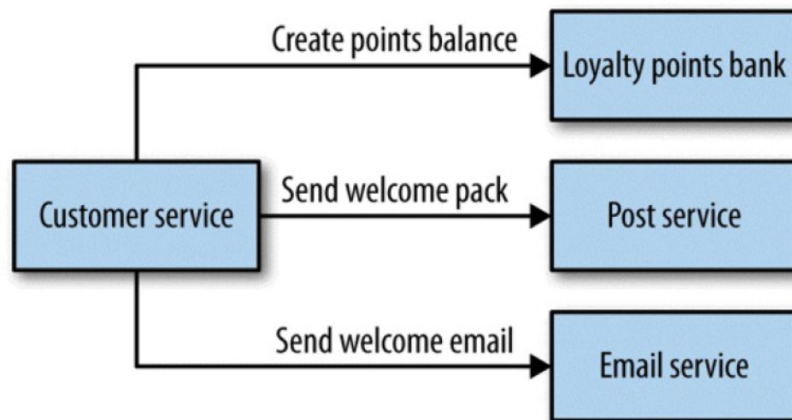 Create points balance
Loyalty points bank
Customer service
Send welcome pack
Post service
Send welcome email
Email service